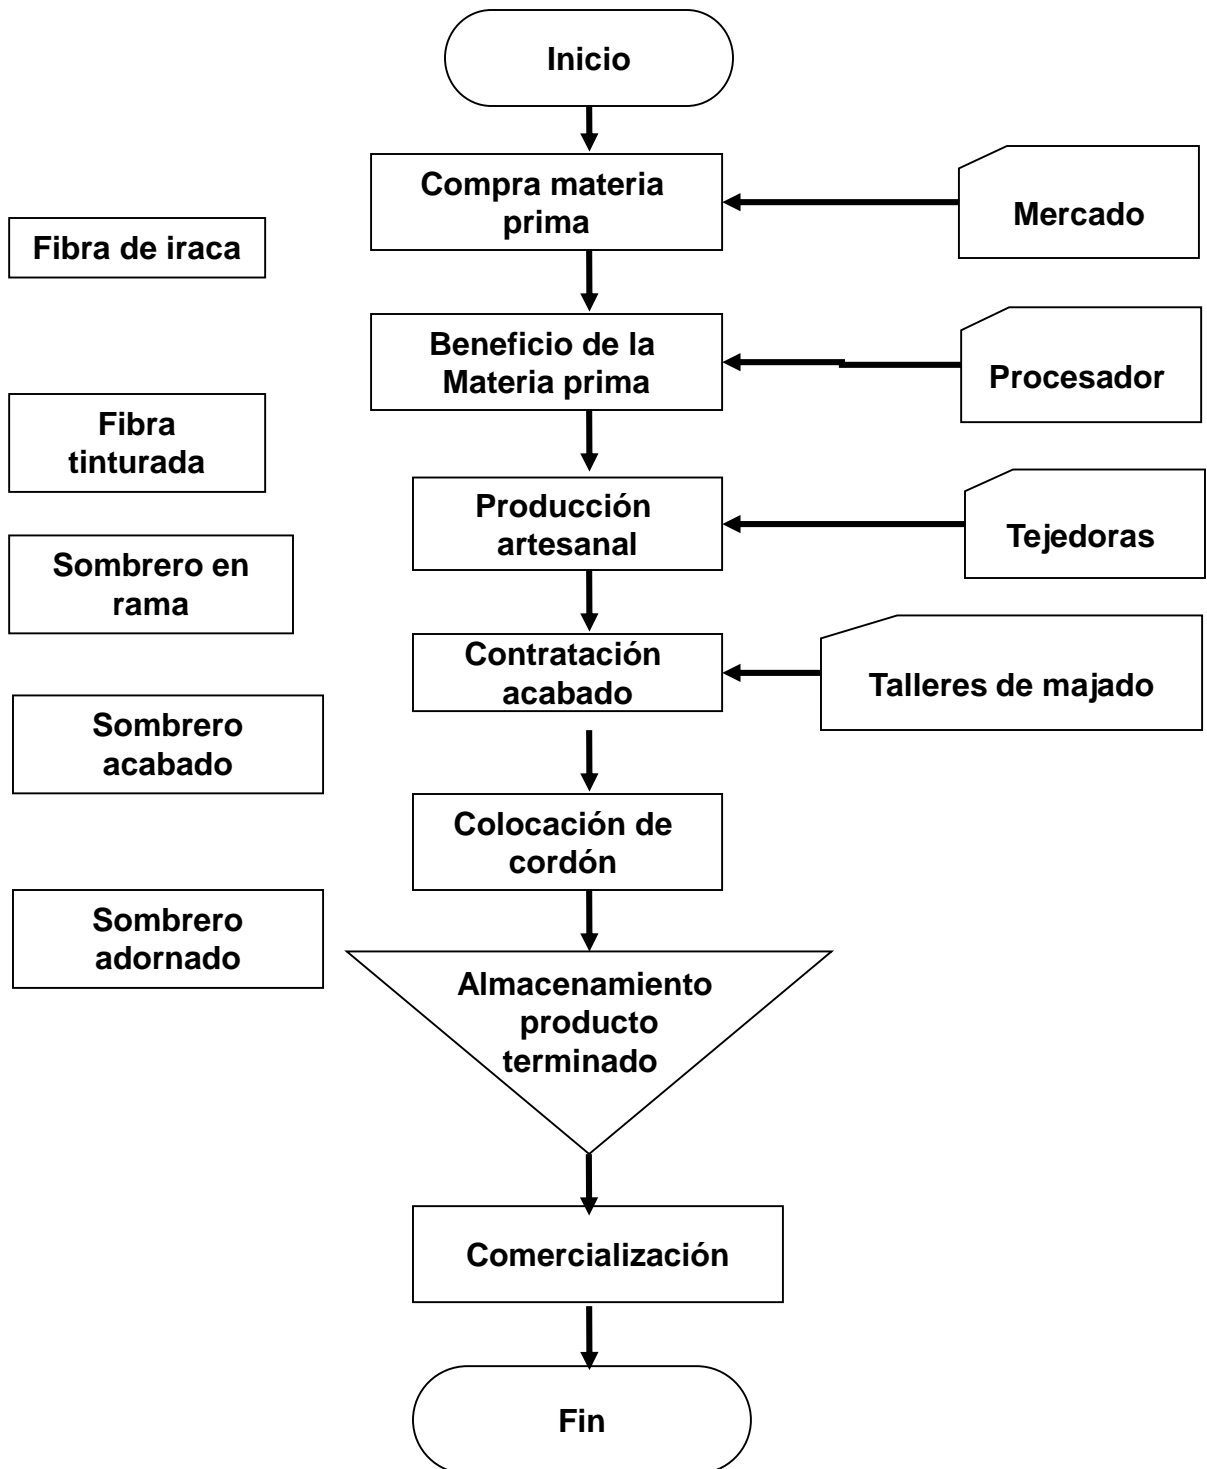 Inicio
Compra materia
prima
Mercado
Fibra de iraca
Beneficio de la
Materia prima
Procesador
Fibra
tinturada
Producción
artesanal
Tejedoras
Sombrero en
rama
Contratación
acabado
Talleres de majado
Sombrero
acabado
Colocación de
cordón
Sombrero
adornado
Almacenamiento
producto
terminado
Comercialización
Fin